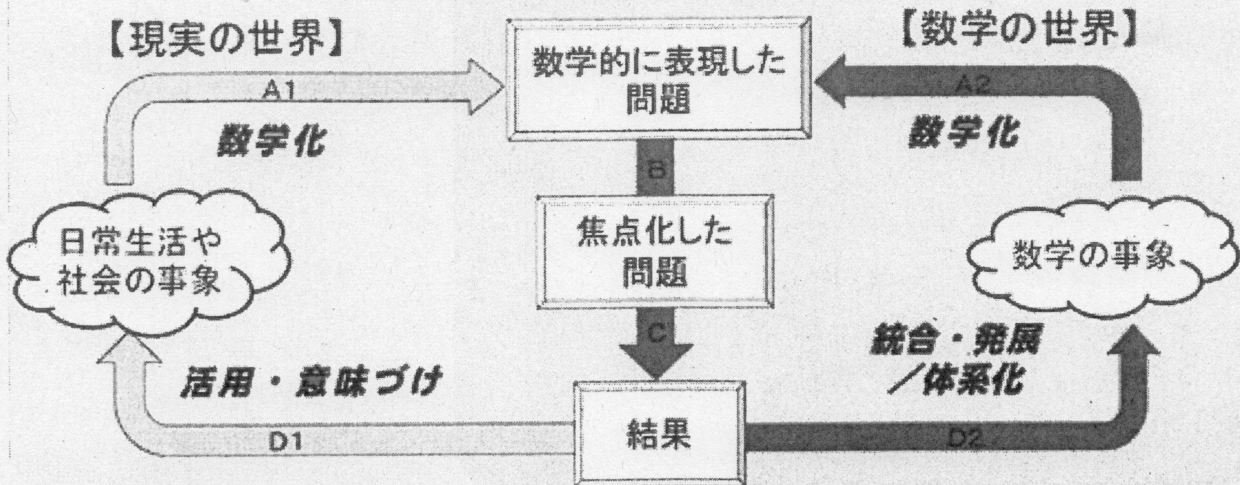 【現実の世界】
【数学の世界】
数学的に表現した
問題
A1
数学化
A2
数学化
B
日常生活や
社会の事象
焦点化した
問題
数学の事象
C
活用・意味づけ
統合・発展
／体系化
D1
結果
D2